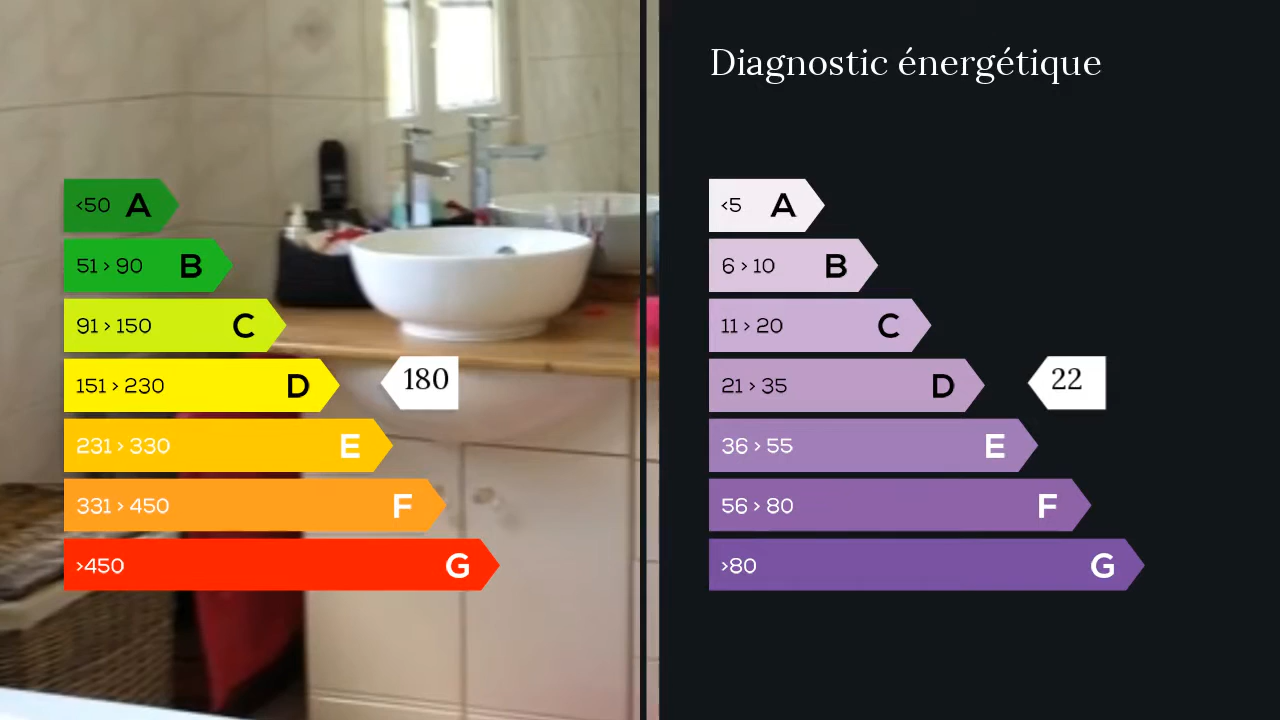 Diagnostic énergétique
<50 A
51 > 90 B
91 > 150 C
151 > 230 D
180
231 > 330 E
331 > 450 F
>450 G
<5 A
6 > 10 B
11 > 20 C
21 > 35 D
22
36 > 55 E
56 > 80 F
>80 G